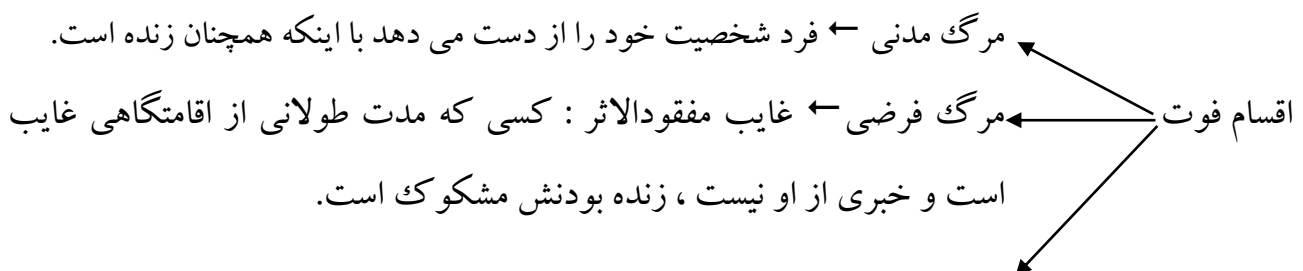 مرگ مدنی ← فرد شخصیت خود را از دست می دهد با اینکه همچنان زنده است.
اقسام فوت مرگ فرضی ← غایب مفقودالاثر : کسی که مدت طولانی از اقامتگاهی غایب
است و خبری از او نیست ، زنده بودنش مشکوک است.